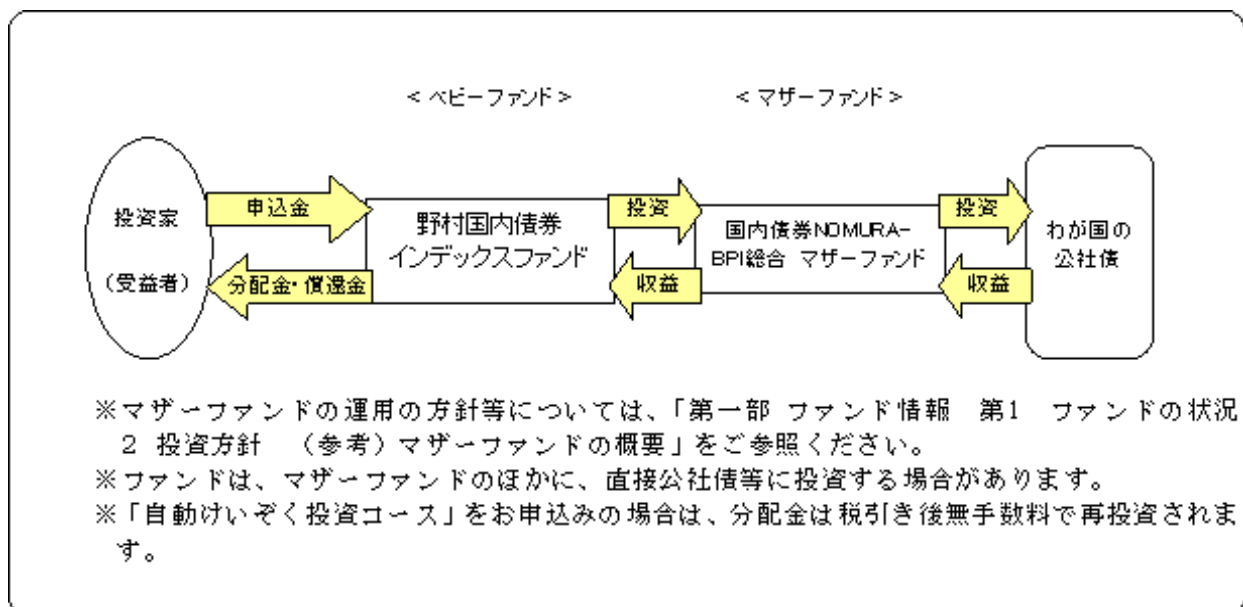 <ベビーファンド>
<マザーファンド>
投資家
(受益者)
申込金
分配金・償還金
野村国内債券
インデックスファンド
投資
収益
国内債券NOMURA-
BPI総合 マザーファンド
投資
収益
わが国の
公社債
※マザーファンドの運用の方針等については、「第一部 ファンド情報 第1 ファンドの状況
2 投資方針 (参考)マザーファンドの概要」をご参照ください。
※ファンドは、マザーファンドのほかに、直接公社債等に投資する場合があります。
※「自動けいぞく投資コース」をお申込みの場合は、分配金は税引き後無手数料で再投資されま
す。